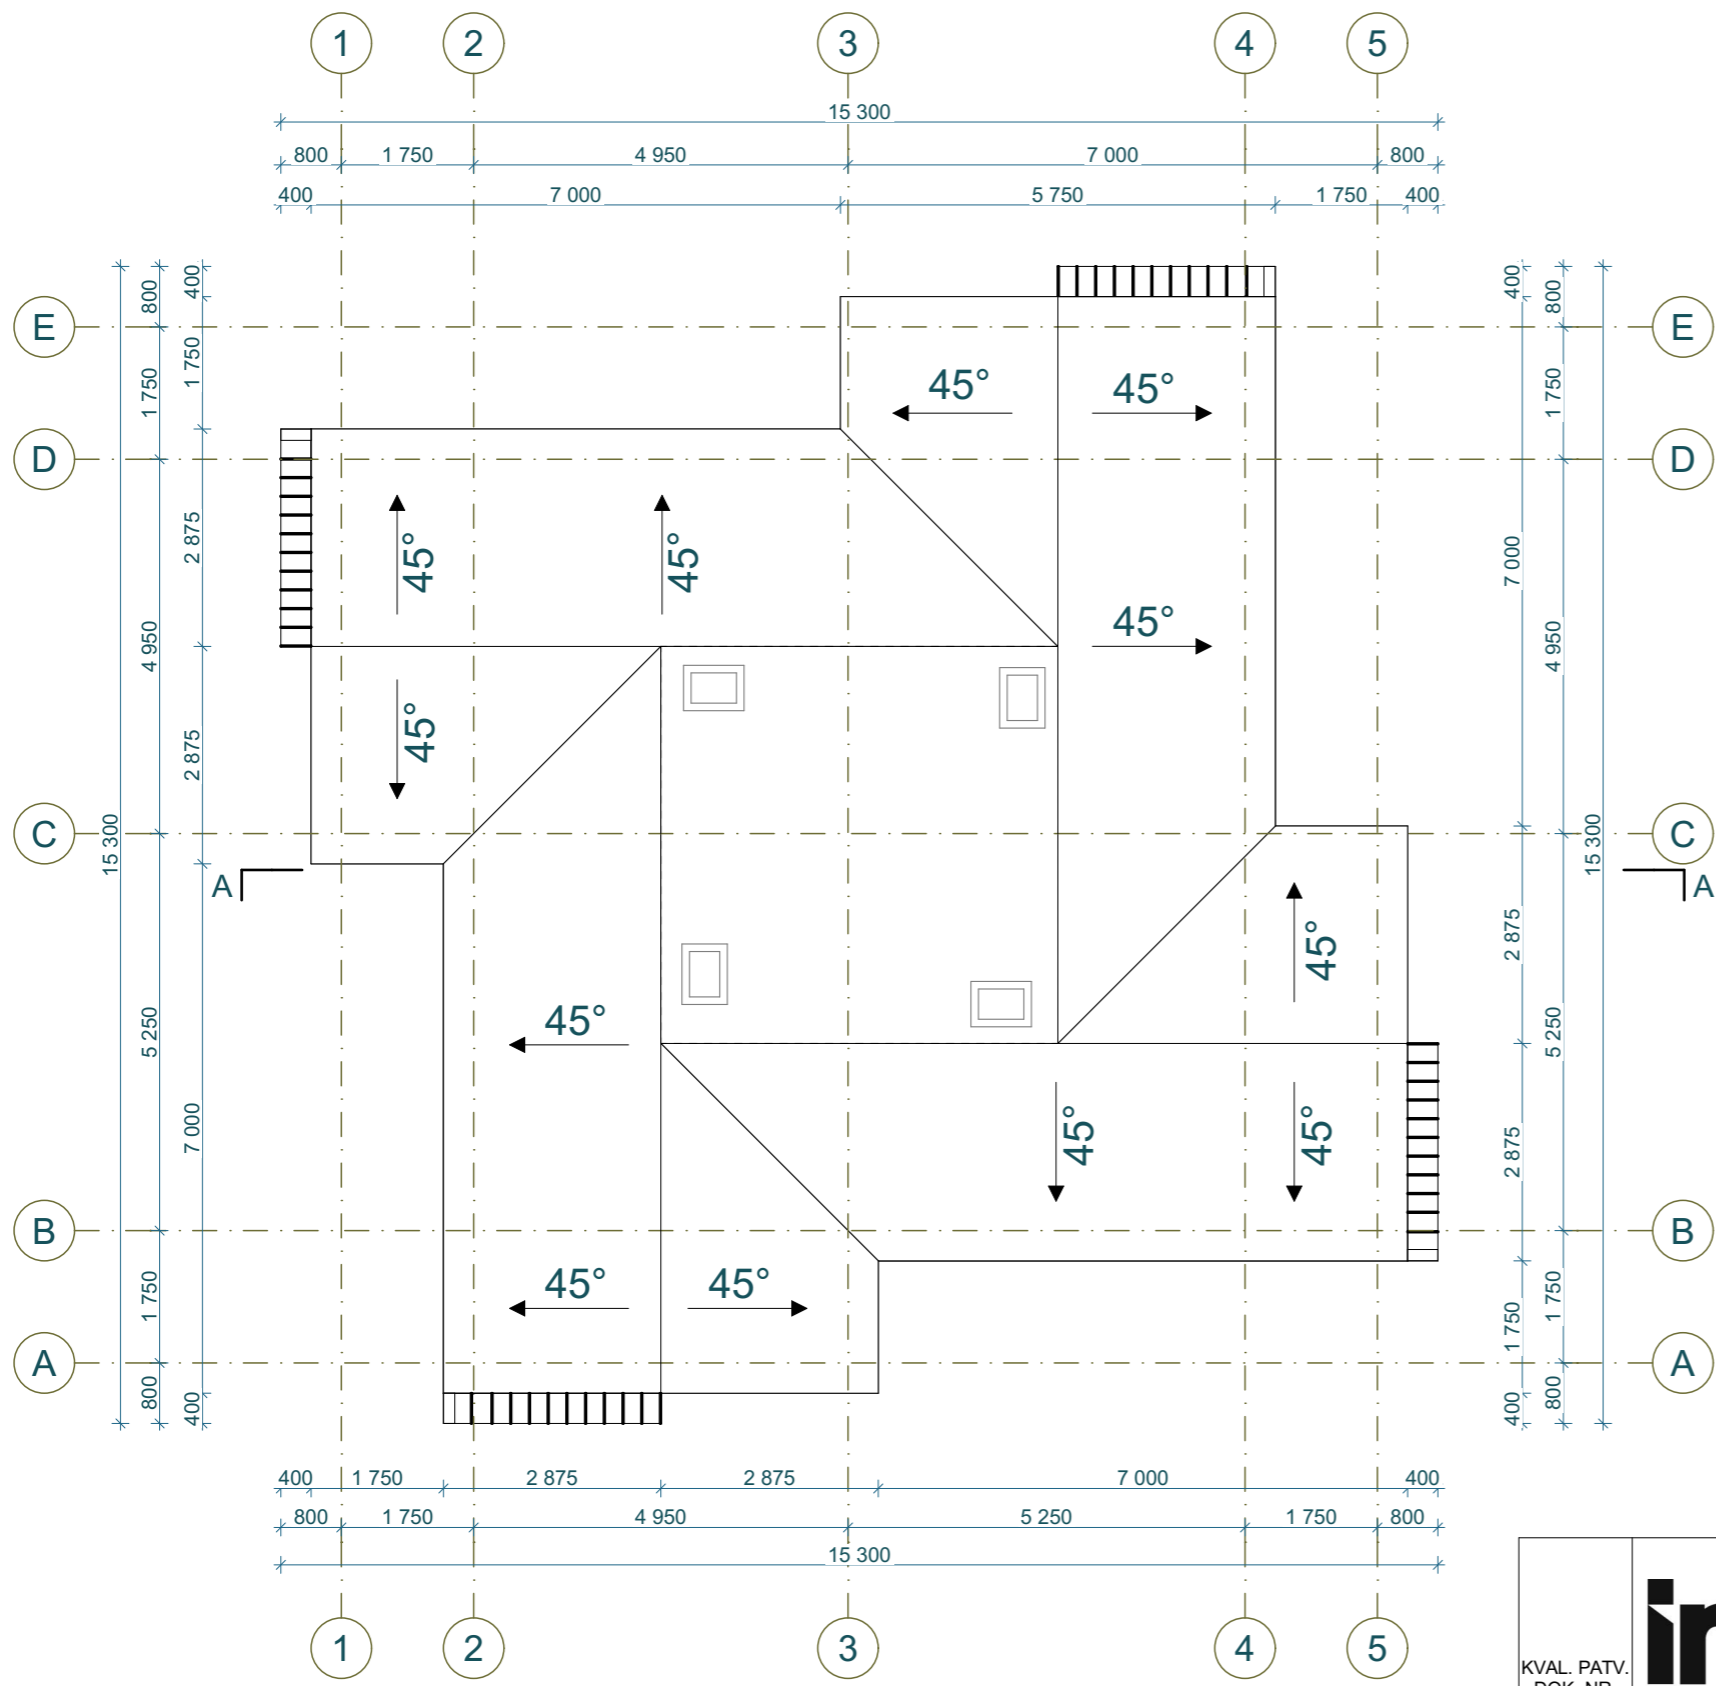 1 2 3 4 5
15 300
800 1 750 4 950 7 000 800
400 7 000 5 750 1 750 400
400 800 400 800
E E
1 750 1 750 1 750
45° 45°
D D
2 875 45° 45° 7 000
4 950 45° 4 950
2 875 45°
C C
15 300 15 300
A A
45° 2 875
5 250 45° 5 250
7 000 45° 45° 2 875
B B
1 750 45° 45° 1 750 1 750
A A
800 400 400 800
400 1 750 2 875 2 875 7 000 400
800 1 750 4 950 5 250 1 750 800
15 300
1 2 3 4 5
KVAL. PATV.